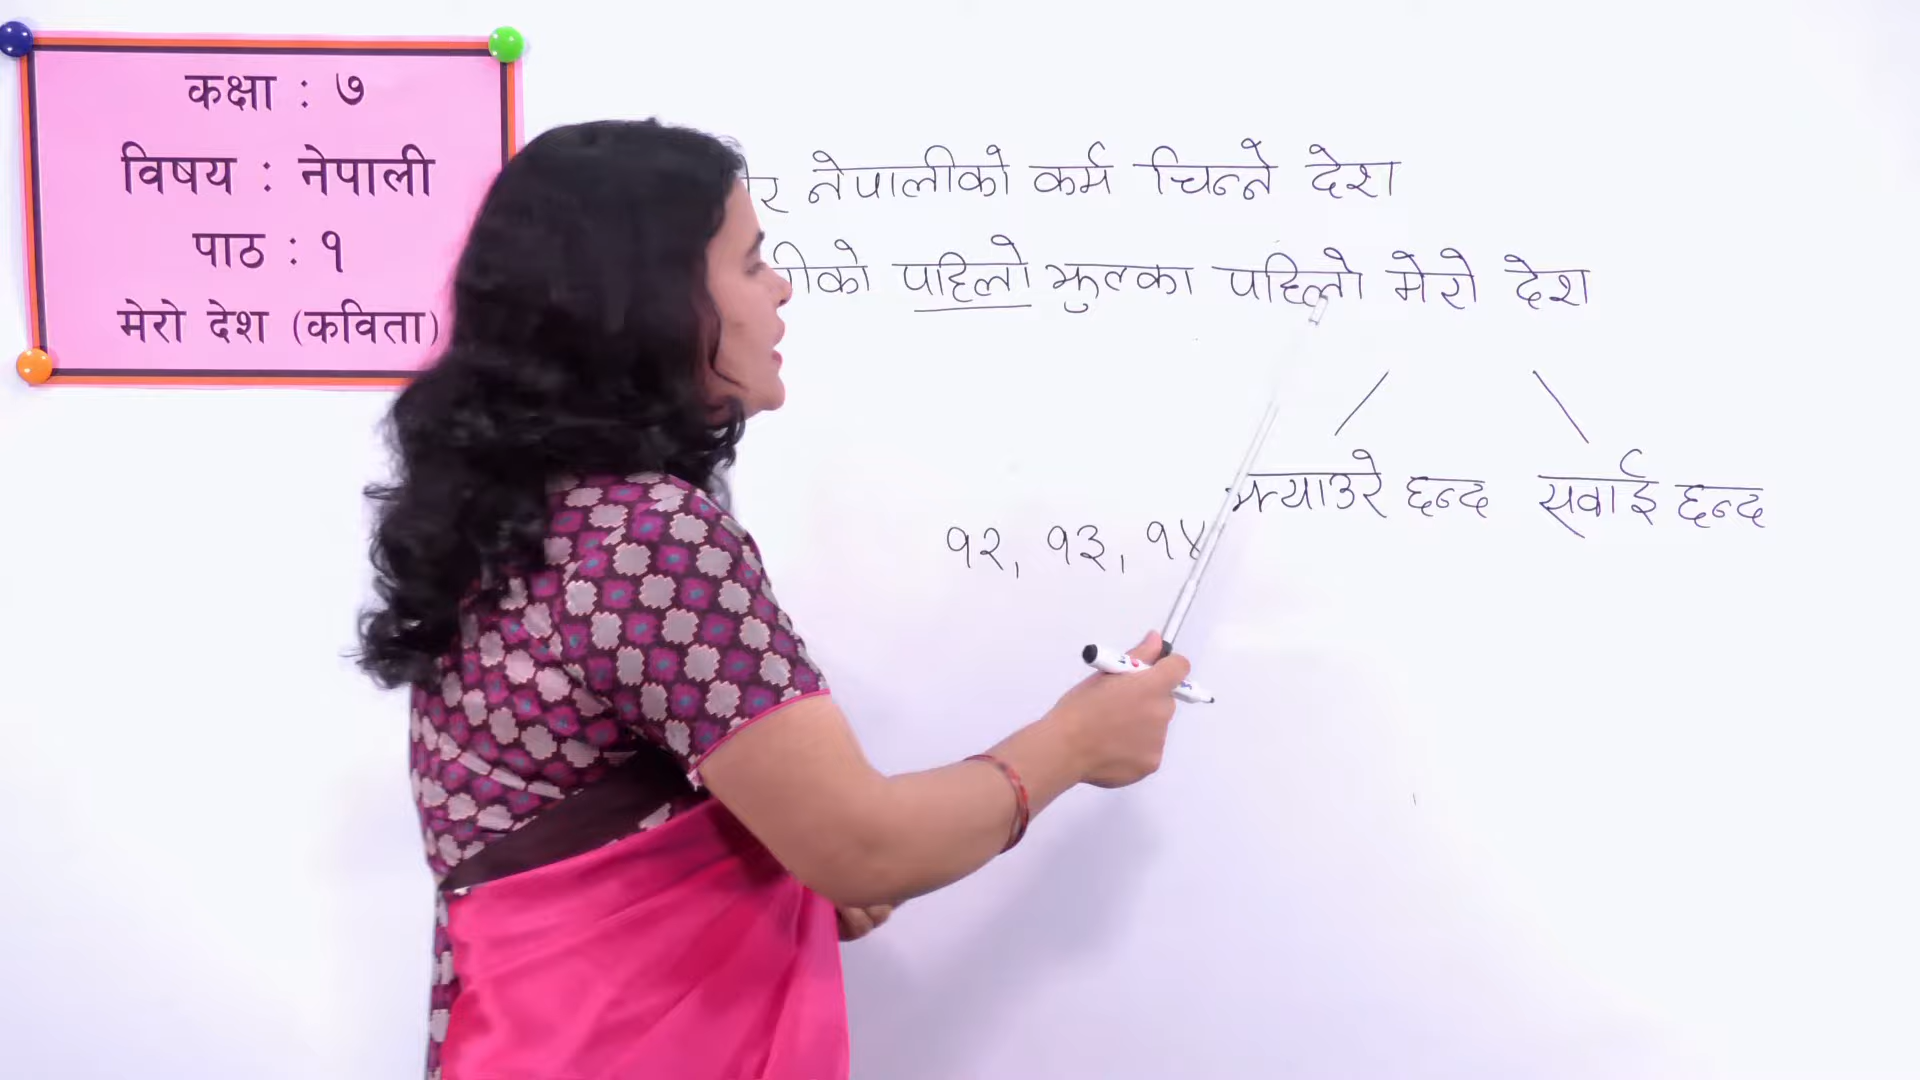 कक्षा : ७
विषय : नेपाली
पाठ : १
मेरो देश (कविता)
नेपालीको कर्म चिन्ने देश
पहिलो झुल्का पहिलो मेरो देश
झ्याउरे छन्द सवाई छन्द
१२, १३, १४